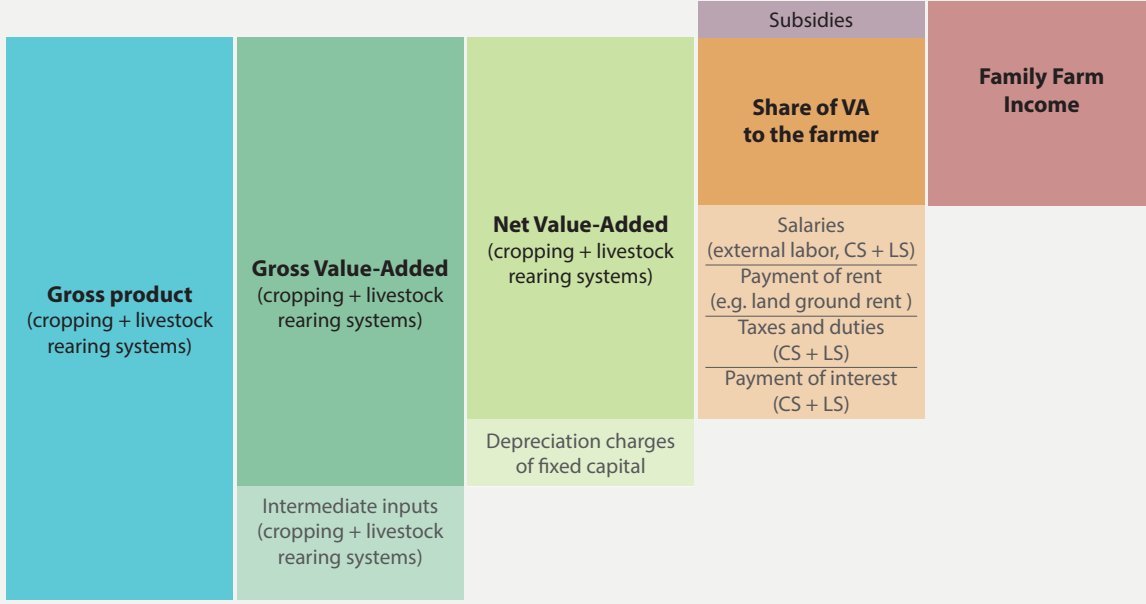 Gross product
(cropping + livestock
rearing systems)
Gross Value-Added
(cropping + livestock
rearing systems)
Intermediate inputs
(cropping + livestock
rearing systems)
Net Value-Added
(cropping + livestock
rearing systems)
Depreciation charges
of fixed capital
Subsidies
Share of VA
to the farmer
Salaries
(external labor, CS + LS)
Payment of rent
(e.g. land ground rent )
Taxes and duties
(CS + LS)
Payment of interest
(CS + LS)
Family Farm
Income